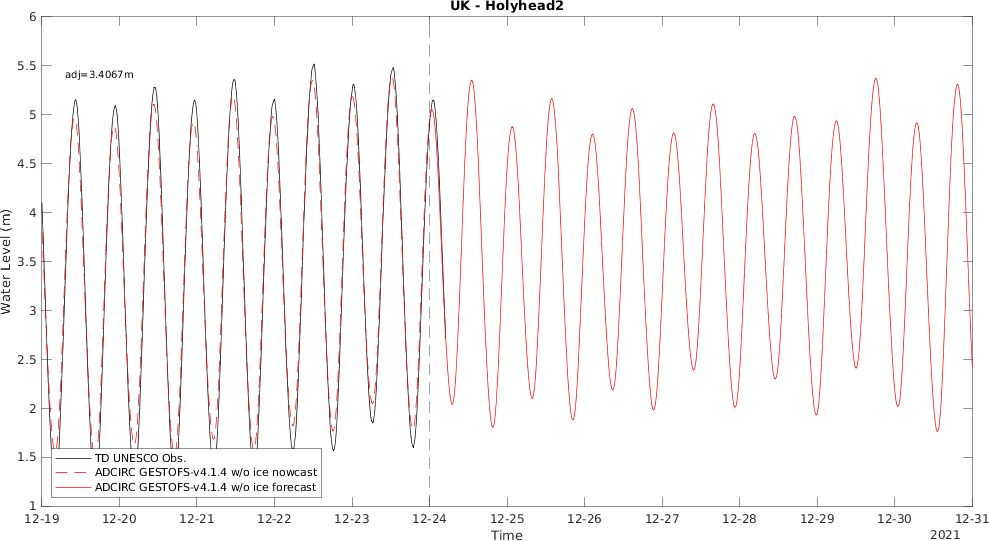 UK - Holyhead2
6
5.5
5
4.5
4
3.5
3
2.5
2
1.5
1
Water Level (m)
adj=3.4067m
TD UNESCO Obs.
ADCIRC GESTOFS-v4.1.4 w/o ice nowcast
ADCIRC GESTOFS-v4.1.4 w/o ice forecast
12-19 12-20 12-21 12-22 12-23 12-24 12-25 12-26 12-27 12-28 12-29 12-30 12-31
Time
2021